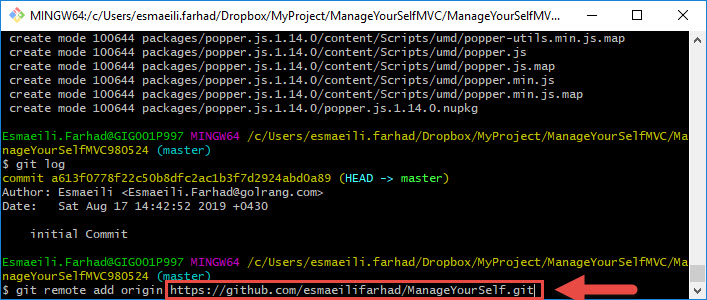 MINGW64:/c/Users/esmaeili.farhad/Dropbox/MyProject/ManageYourSelfMVC/ManageYourSelfMV...
create mode 100644 packages/popper.js.1.14.0/content/Scripts/umd/popper-utils.min.js.map
create mode 100644 packages/popper.js.1.14.0/content/Scripts/umd/popper.js
create mode 100644 packages/popper.js.1.14.0/content/Scripts/umd/popper.js.map
create mode 100644 packages/popper.js.1.14.0/content/Scripts/umd/popper.min.js
create mode 100644 packages/popper.js.1.14.0/content/Scripts/umd/popper.min.js.map
create mode 100644 packages/popper.js.1.14.0/popper.js.1.14.0.nupkg
Esmaeili.Farhad@GIGO01P997 MINGW64 /c/Users/esmaeili.farhad/Dropbox/MyProject/ManageYourSelfMVC/Ma
nageYourSelfMVC980524 (master)
$ git log
commit a613f0778f22c50b8dfc2ac1b3f7d2924abd0a89 (HEAD -> master)
Author: Esmaeili <Esmaeili.Farhad@golrang.com>
Date:   Sat Aug 17 14:42:52 2019 +0430
initial Commit
Esmaeili.Farhad@GIGO01P997 MINGW64 /c/Users/esmaeili.farhad/Dropbox/MyProject/ManageYourSelfMVC/Ma
nageYourSelfMVC980524 (master)
$ git remote add origin https://github.com/esmaeilifarhad/ManageYourSelf.git